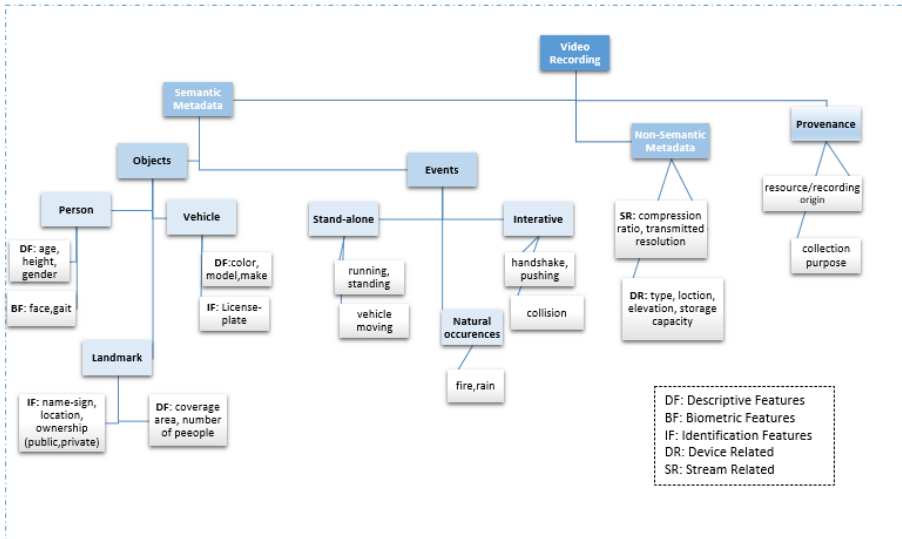 Video
Recording
Semantic
Metadata
Non-Semantic
Metadata
Provenance
Objects
Events
Person
Vehicle
Stand-alone
Interative
resource/recording
origin
collection
purpose
SR: compression
ratio, transmitted
resolution
DR: type, loction,
elevation, storage
capacity
DF: age,
height,
gender
BF: face,gait
DF:color,
model,make
IF: License-
plate
running,
standing
vehicle
moving
handshake,
pushing
collision
Natural
occurences
fire,rain
Landmark
IF: name-sign,
location,
ownership
(public,private)
DF: coverage
area, number
of peeople
DF: Descriptive Features
BF: Biometric Features
IF: Identification Features
DR: Device Related
SR: Stream Related